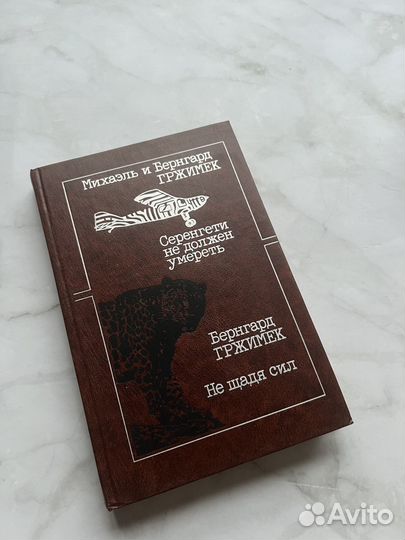 Михаэль и Бернгард
ГРЖИМЕК
Серенгети
не должен
умереть
Бернгард
ГРЖИМЕК
Не щадя сил
Avito